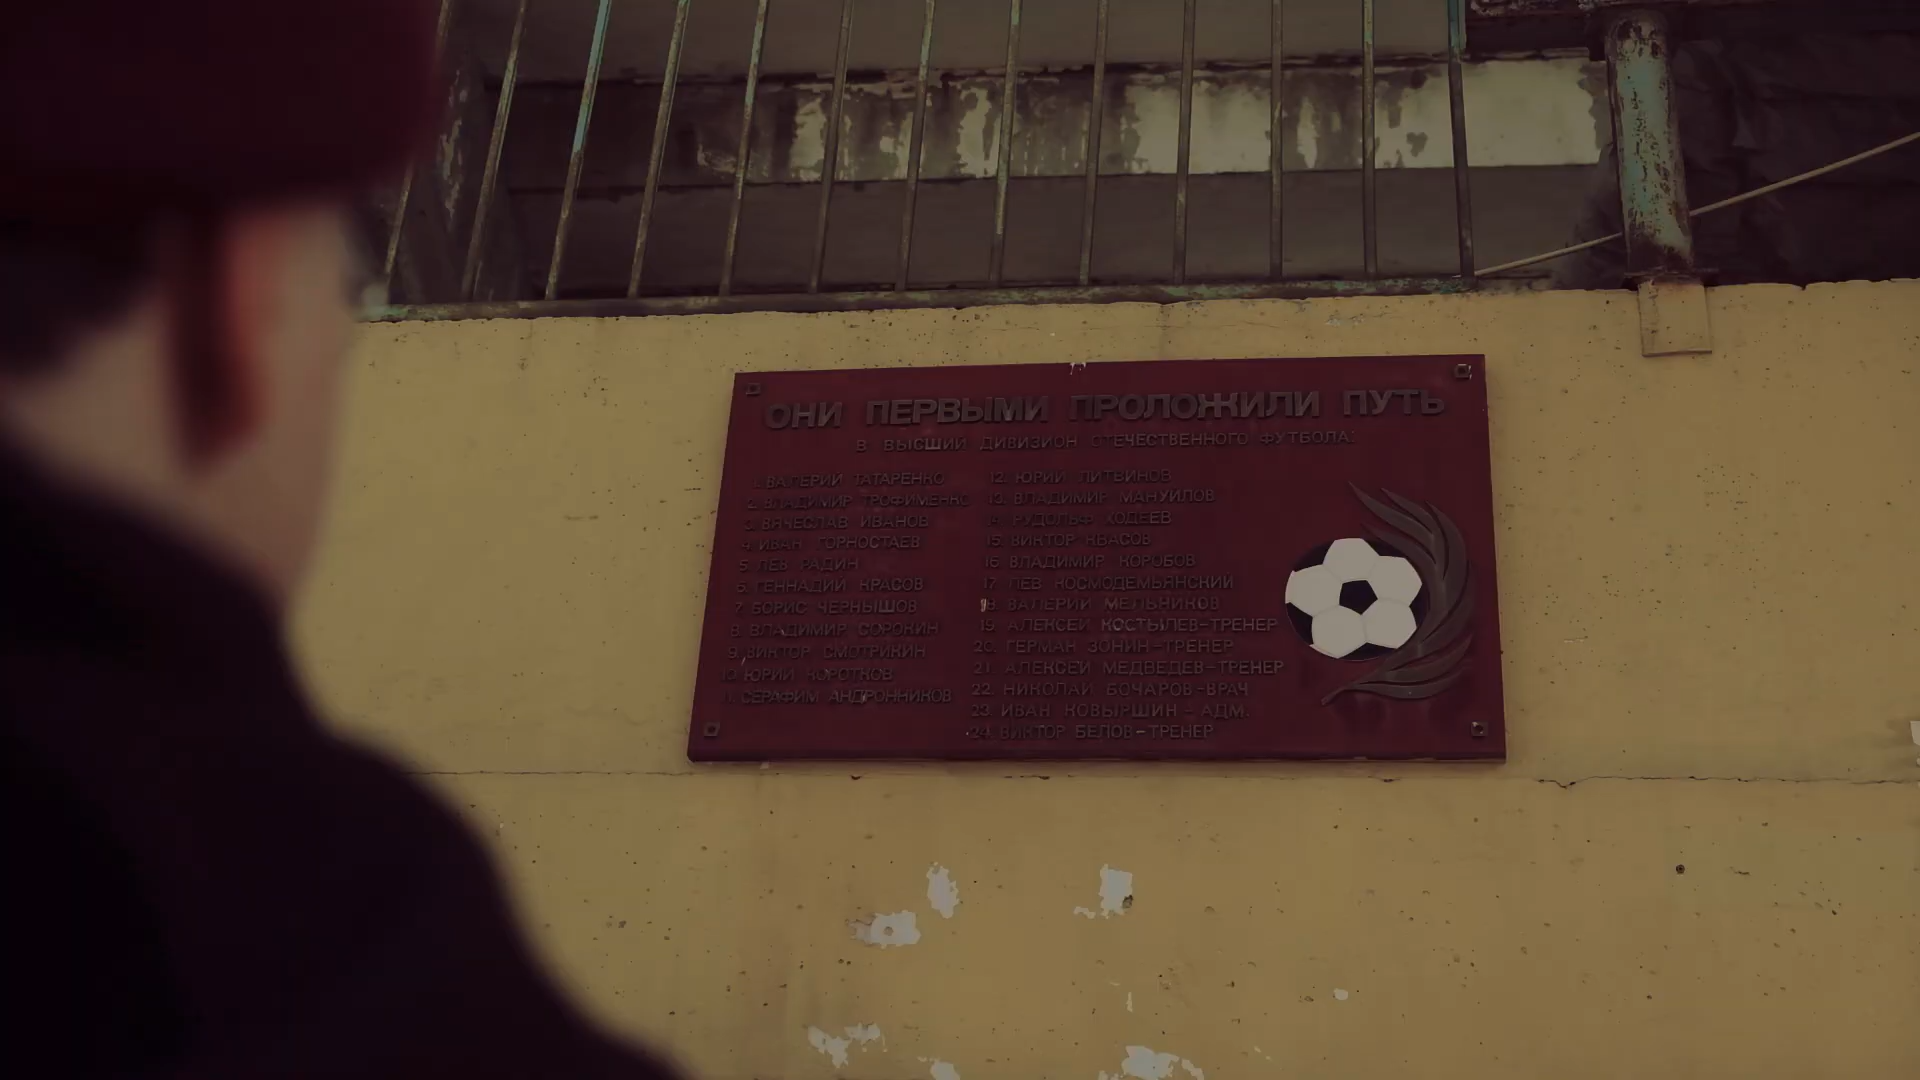 ОНИ ПЕРВЫМИ ПРОЛОЖИЛИ ПУТЬ
В ВЫСШИЙ ДИВИЗИОН ОТЕЧЕСТВЕННОГО ФУТБОЛА:
1. ВАЛЕРИЙ ТАТАРЕНКО
2. ВЛАДИМИР ТРОФИМЕНКО
3. ВЯЧЕСЛАВ ИВАНОВ
4. ИВАН ГОРНОСТАЕВ
5. ЛЕВ РАДИН
6. ГЕННАДИЙ КРАСОВ
7. БОРИС ЧЕРНЫШОВ
8. ВЛАДИМИР СОРОКИН
9. ВИКТОР СМОТРИКИН
10. ЮРИЙ КОРОТКОВ
11. СЕРАФИМ АНДРОННИКОВ
12. ЮРИЙ ЛИТВИНОВ
13. ВЛАДИМИР МАНУЙЛОВ
14. РУДОЛЬФ ХОДЕЕВ
15. ВИКТОР КВАСОВ
16. ВЛАДИМИР КОРОБОВ
17. ЛЕВ КОСМОДЕМЬЯНСКИЙ
18. ВАЛЕРИЙ МЕЛЬНИКОВ
19. АЛЕКСЕЙ КОСТЫЛЕВ-ТРЕНЕР
20. ГЕРМАН ЗОНИН-ТРЕНЕР
21. АЛЕКСЕЙ МЕДВЕДЕВ-ТРЕНЕР
22. НИКОЛАЙ БОЧАРОВ-ВРАЧ
23. ИВАН КОВЫРШИН - АДМ.
24. ВИКТОР БЕЛОВ-ТРЕНЕР